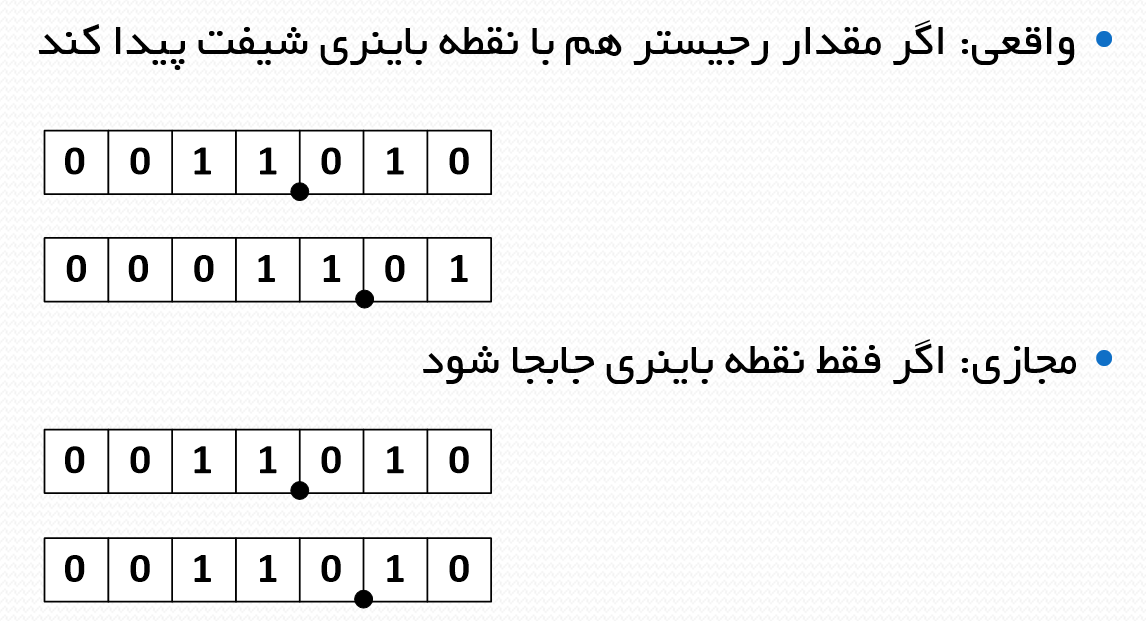 • واقعی: اگر مقدار رجیستر هم با نقطه باینری شیفت پیدا کند
0 0 1 1 0 1 0
0 0 0 1 1 0 1
• مجازی: اگر فقط نقطه باینری جابجا شود
0 0 1 1 0 1 0
0 0 1 1 0 1 0